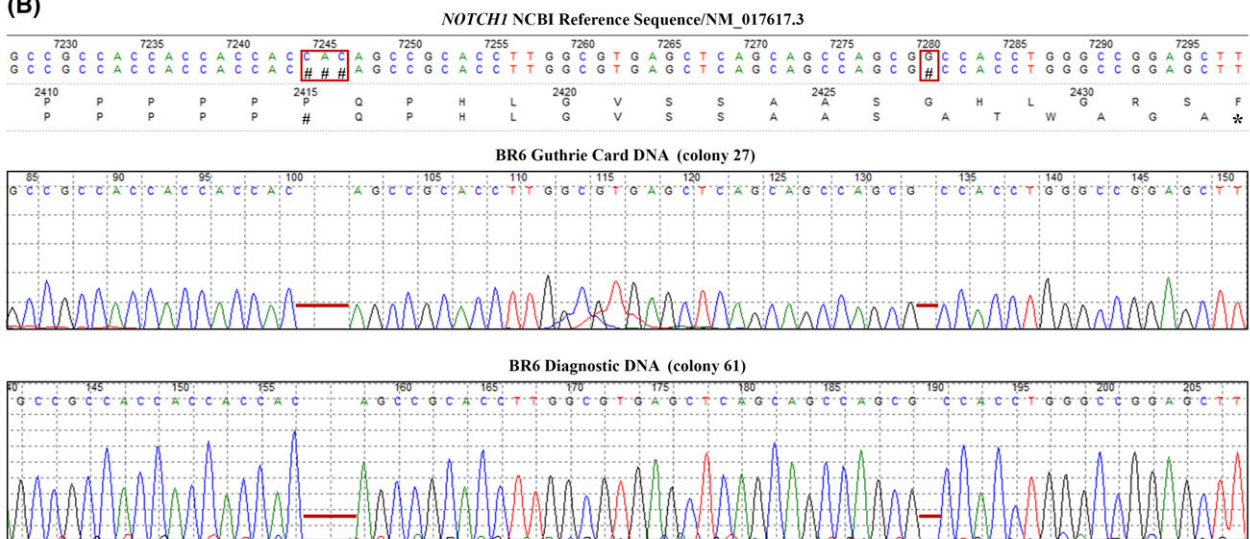 (B)
NOTCH1 NCBI Reference Sequence/NM_017617.3
7230 7235 7240 7245 7250 7255 7260 7265 7270 7275 7280 7285 7290 7295
G C C G C C A C C A C C A C C A C C A C A G C C G C A C C T T G G C G T G A G C T C A G C A G C C A G C G G C C A C C T G G G C C G G A G C T T
G C C G C C A C C A C C A C C A C # # # A G C C G C A C C T T G G C G T G A G C T C A G C A G C C A G C G # C C A C C T G G G C C G G A G C T T
2410 2415 2420 2425 2430
P P P P P P Q P H L G V S S A A S G H L G R S F
P P P P P # Q P H L G V S S A A S A T W A G A *
BR6 Guthrie Card DNA (colony 27)
85 90 95 100 105 110 115 120 125 130 135 140 145 150
G C C G C C A C C A C C A C C A C A G C C G C A C C T T G G C G T G A G C T C A G C A G C C A G C G C C A C C T G G G C C G G A G C T T
BR6 Diagnostic DNA (colony 61)
40 145 150 155 160 165 170 175 180 185 190 195 200 205
G C C G C C A C C A C C A C C A C A G C C G C A C C T T G G C G T G A G C T C A G C A G C C A G C G C C A C C T G G G C C G G A G C T T